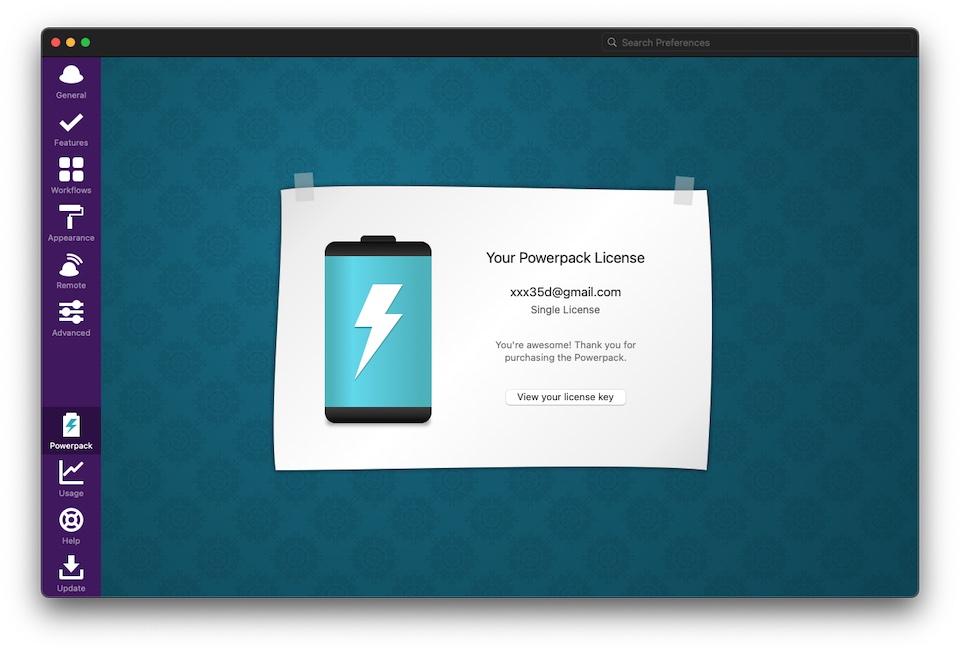 Search Preferences
General
Features
Workflows
Appearance
Remote
Advanced
Powerpack
Usage
Help
Update
Your Powerpack License
xxx35d@gmail.com
Single License
You're awesome! Thank you for
purchasing the Powerpack.
View your license key